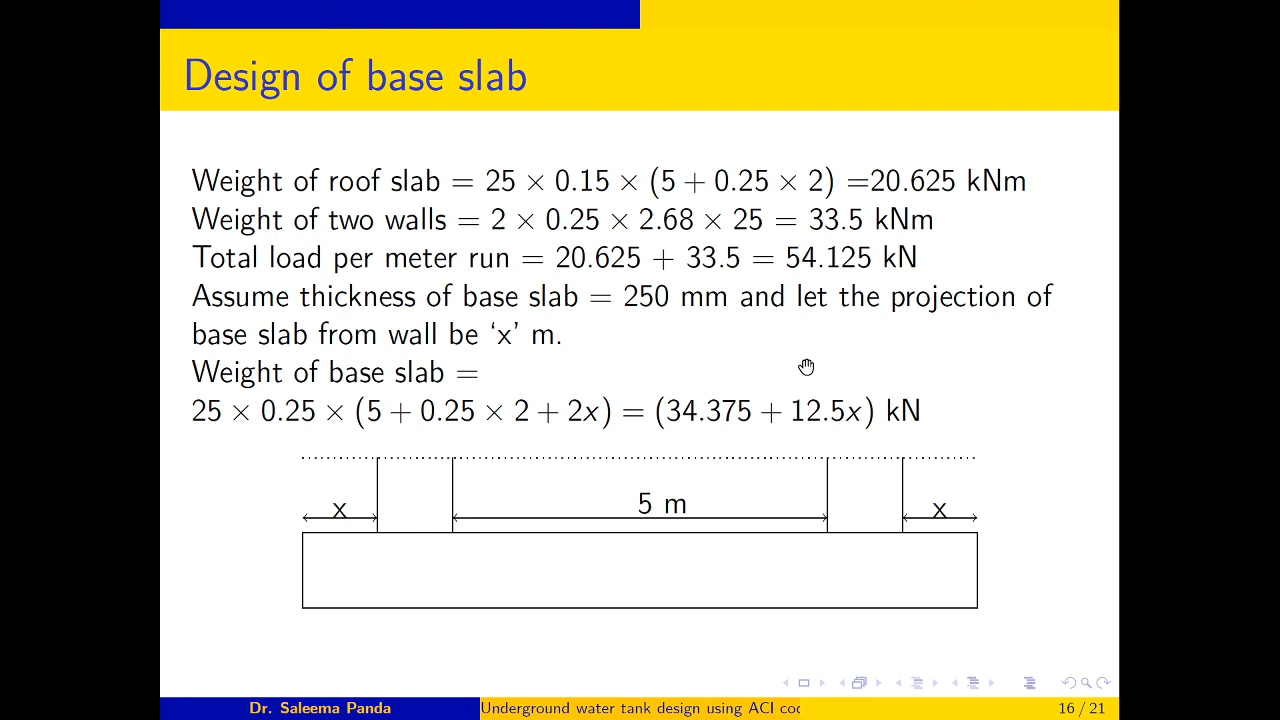 Design of base slab
Weight of roof slab = 25 × 0.15 × (5 + 0.25 × 2) =20.625 kNm
Weight of two walls = 2 × 0.25 × 2.68 × 25 = 33.5 kNm
Total load per meter run = 20.625 + 33.5 = 54.125 kN
Assume thickness of base slab = 250 mm and let the projection of
base slab from wall be ‘x’ m.
Weight of base slab =
25 × 0.25 × (5 + 0.25 × 2 + 2x) = (34.375 + 12.5x) kN
x 5 m x
Dr. Saleema Panda Underground water tank design using ACI coc 16 / 21